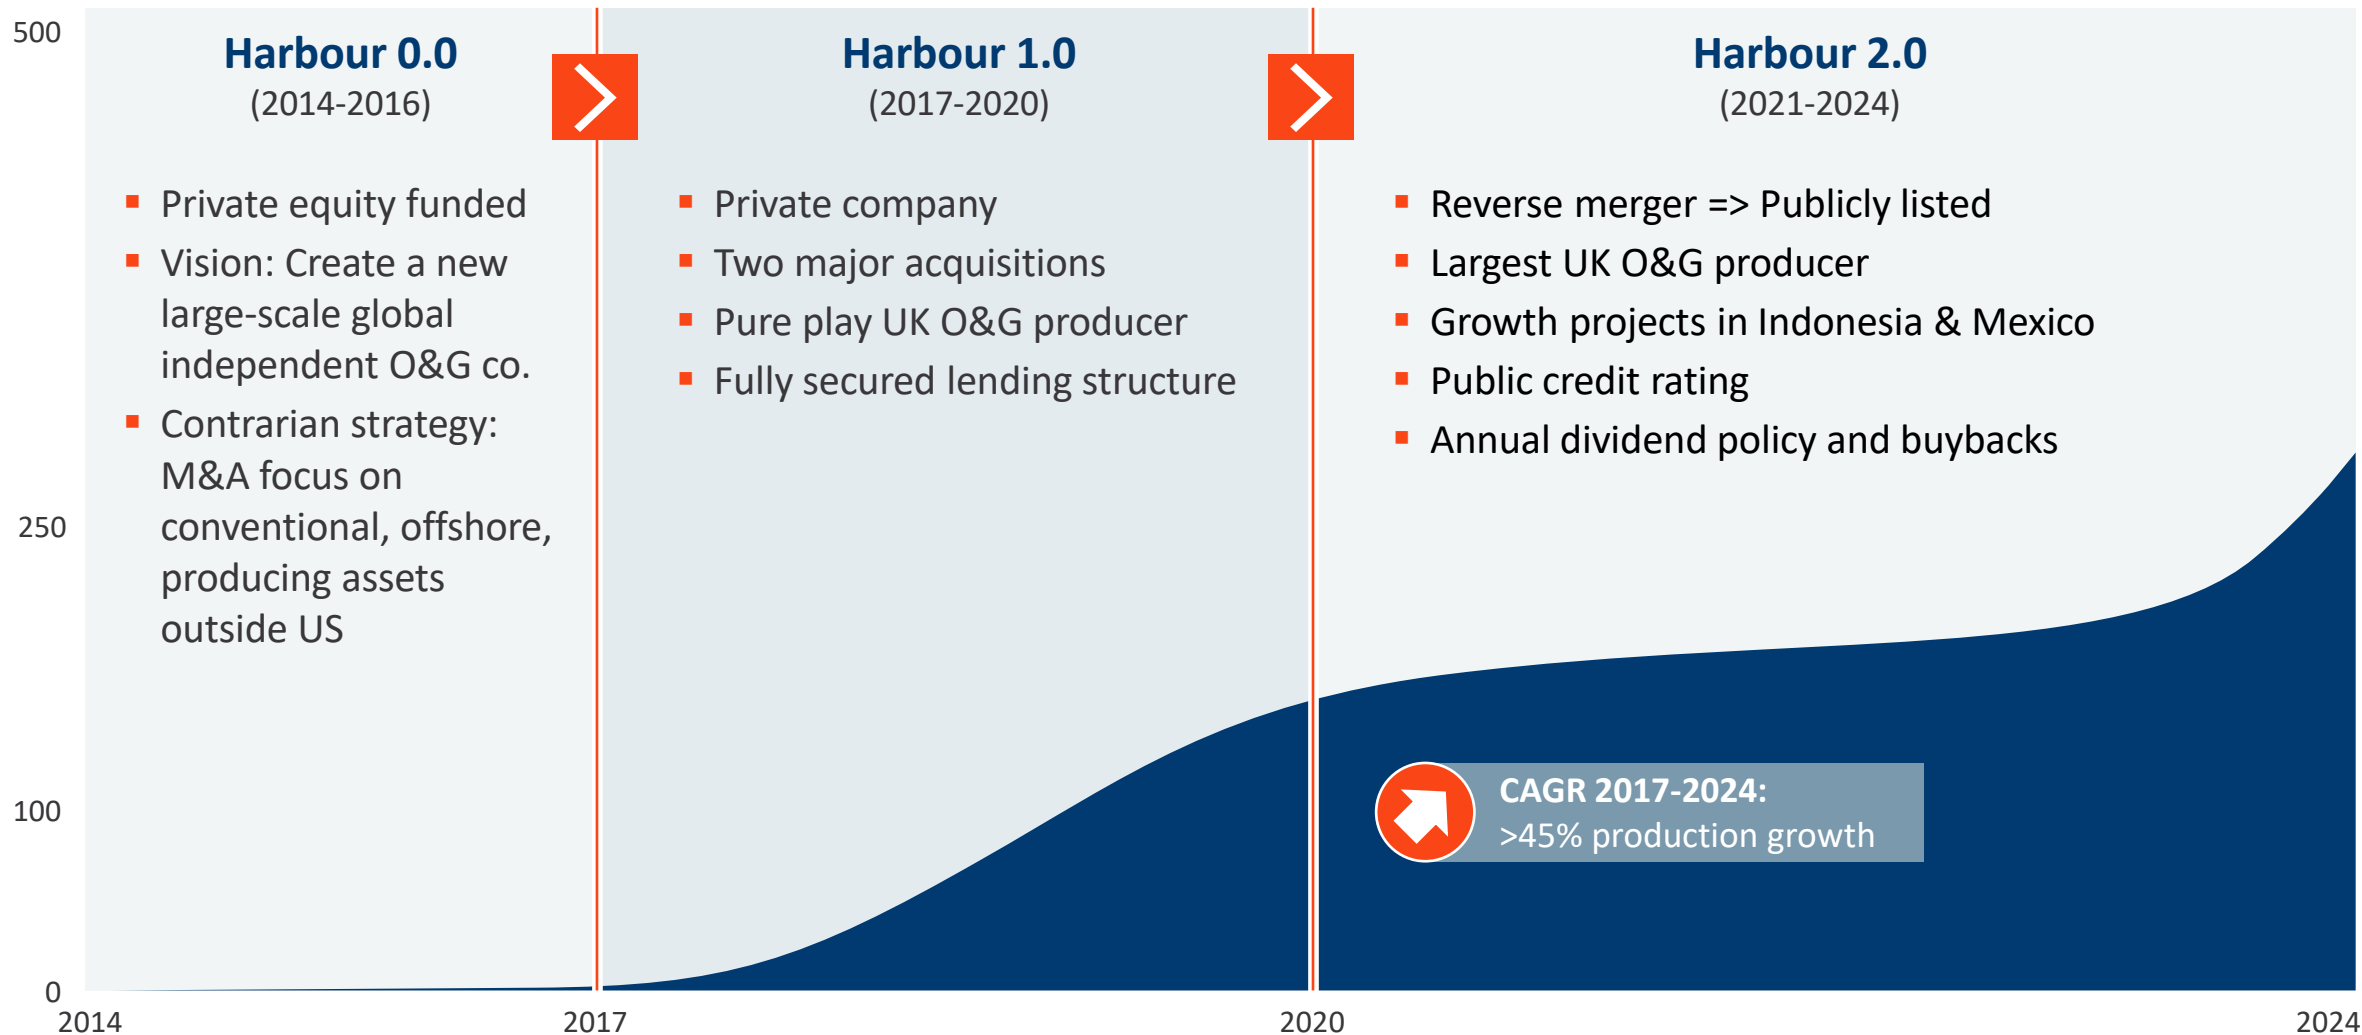 500
250
100
0
Harbour 0.0
(2014-2016)
Private equity funded
Vision: Create a new
large-scale global
independent O&G co.
Contrarian strategy:
M&A focus on
conventional, offshore,
producing assets
outside US
Harbour 1.0
(2017-2020)
Private company
Two major acquisitions
Pure play UK O&G producer
Fully secured lending structure
Harbour 2.0
(2021-2024)
Reverse merger => Publicly listed
Largest UK O&G producer
Growth projects in Indonesia & Mexico
Public credit rating
Annual dividend policy and buybacks
CAGR 2017-2024:
>45% production growth
2014
2017
2020
2024